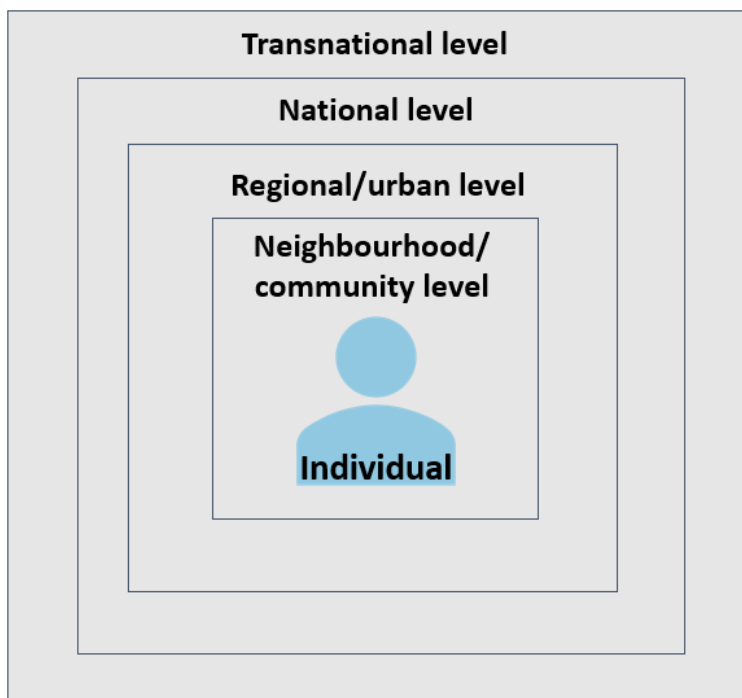 Transnational level
National level
Regional/urban level
Neighbourhood/
community level
Individual